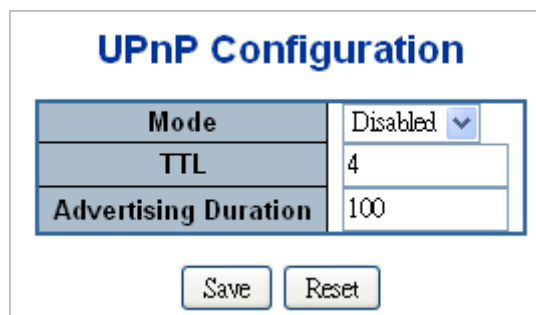 UPnP Configuration
Mode Disabled
TTL 4
Advertising Duration 100
Save Reset